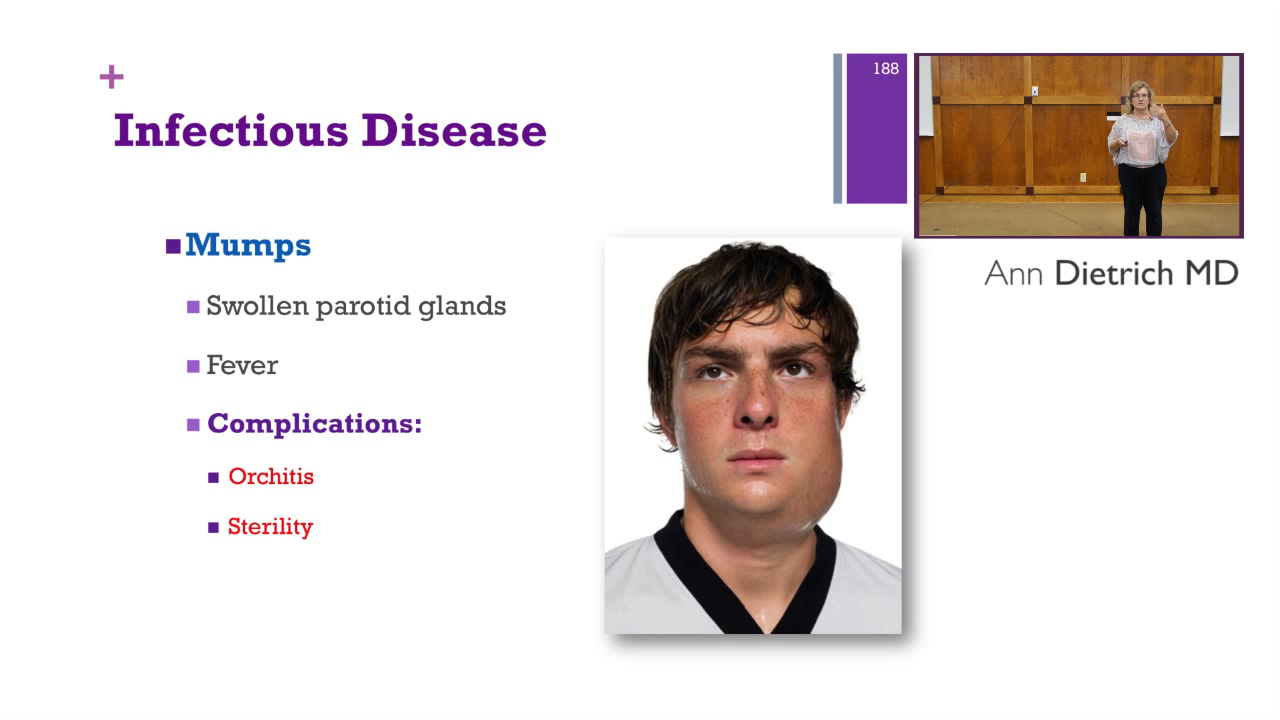 +
Infectious Disease
188
Mumps
Swollen parotid glands
Fever
Complications:
Orchitis
Sterility
Ann Dietrich MD